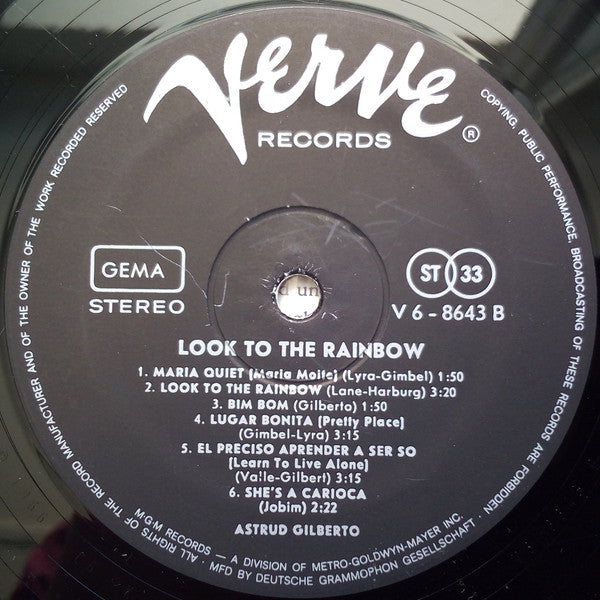 Verve
RECORDS ®
ALL RIGHTS OF THE RECORD MANUFACTURER AND OF THE OWNER OF THE WORK RECORDED RESERVED
COPYING, PUBLIC PERFORMANCE, BROADCASTING OF THESE RECORDS ARE FORBIDDEN
GEMA
STEREO
ST 33
V 6 - 8643 B
d un
LOOK TO THE RAINBOW
1. MARIA QUIET (Maria Moite) (Lyra-Gimbel) 1:50
2. LOOK TO THE RAINBOW (Lane-Harburg) 3:20
3. BIM BOM (Gilberto) 1:50
4. LUGAR BONITA (Pretty Place)
(Gimbel-Lyra) 3:15
5. EL PRECISO APRENDER A SER SO
(Learn To Live Alone)
(Valle-Gilbert) 3:15
6. SHE'S A CARIOCA
(Jobim) 2:22
ASTRUD GILBERTO
M·G·M RECORDS — A DIVISION OF METRO-GOLDWYN-MAYER INC.
· MFD BY DEUTSCHE GRAMMOPHON GESELLSCHAFT ·